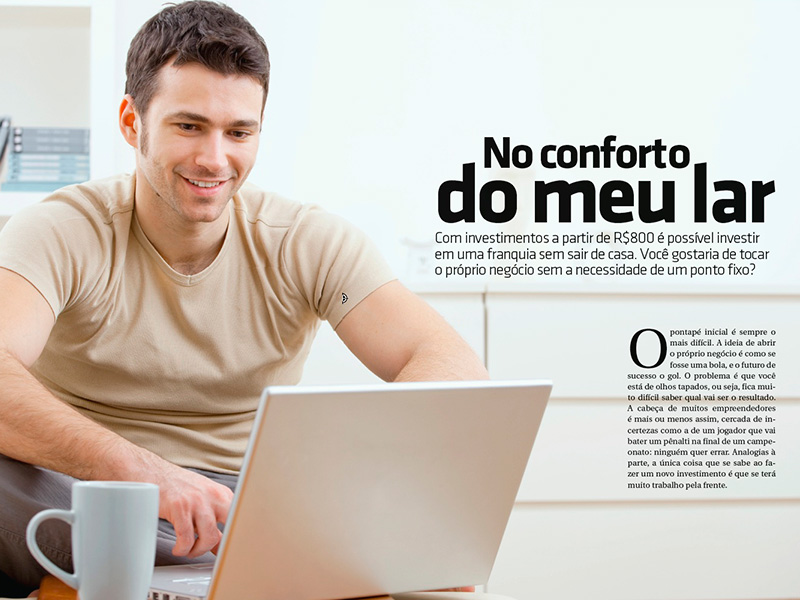 No conforto
do meu lar
Com investimentos a partir de R$800 é possível investir
em uma franquia sem sair de casa. Você gostaria de tocar
o próprio negócio sem a necessidade de um ponto fixo?
O pontapé inicial é sempre o
mais difícil. A ideia de abrir
o próprio negócio é como se
fosse uma bola, e o futuro de
sucesso o gol. O problema é que você
está de olhos tapados, ou seja, fica mui-
to difícil saber qual vai ser o resultado.
A cabeça de muitos empreendedores
é mais ou menos assim, cercada de in-
certezas como a de um jogador que vai
bater um pênalti na final de um campe-
onato: ninguém quer errar. Analogias à
parte, a única coisa que se sabe ao fa-
zer um novo investimento é que se terá
muito trabalho pela frente.